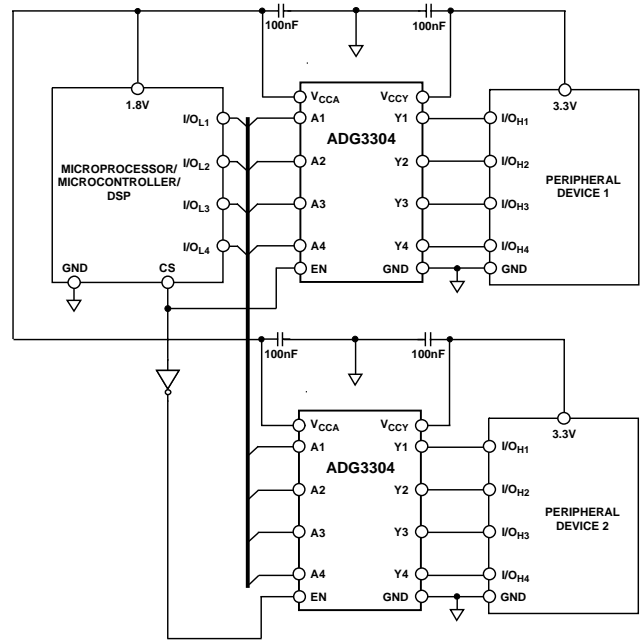 100nF
100nF
1.8V
I/OL1
I/OL2
I/OL3
I/OL4
MICROPROCESSOR/
MICROCONTROLLER/
DSP
GND
CS
VCCA
VCCY
A1
Y1
ADG3304
A2
Y2
A3
Y3
A4
Y4
EN
GND
3.3V
I/OH1
I/OH2
I/OH3
I/OH4
GND
PERIPHERAL
DEVICE 1
100nF
100nF
VCCA
VCCY
A1
Y1
ADG3304
A2
Y2
A3
Y3
A4
Y4
EN
GND
3.3V
I/OH1
I/OH2
I/OH3
I/OH4
GND
PERIPHERAL
DEVICE 2